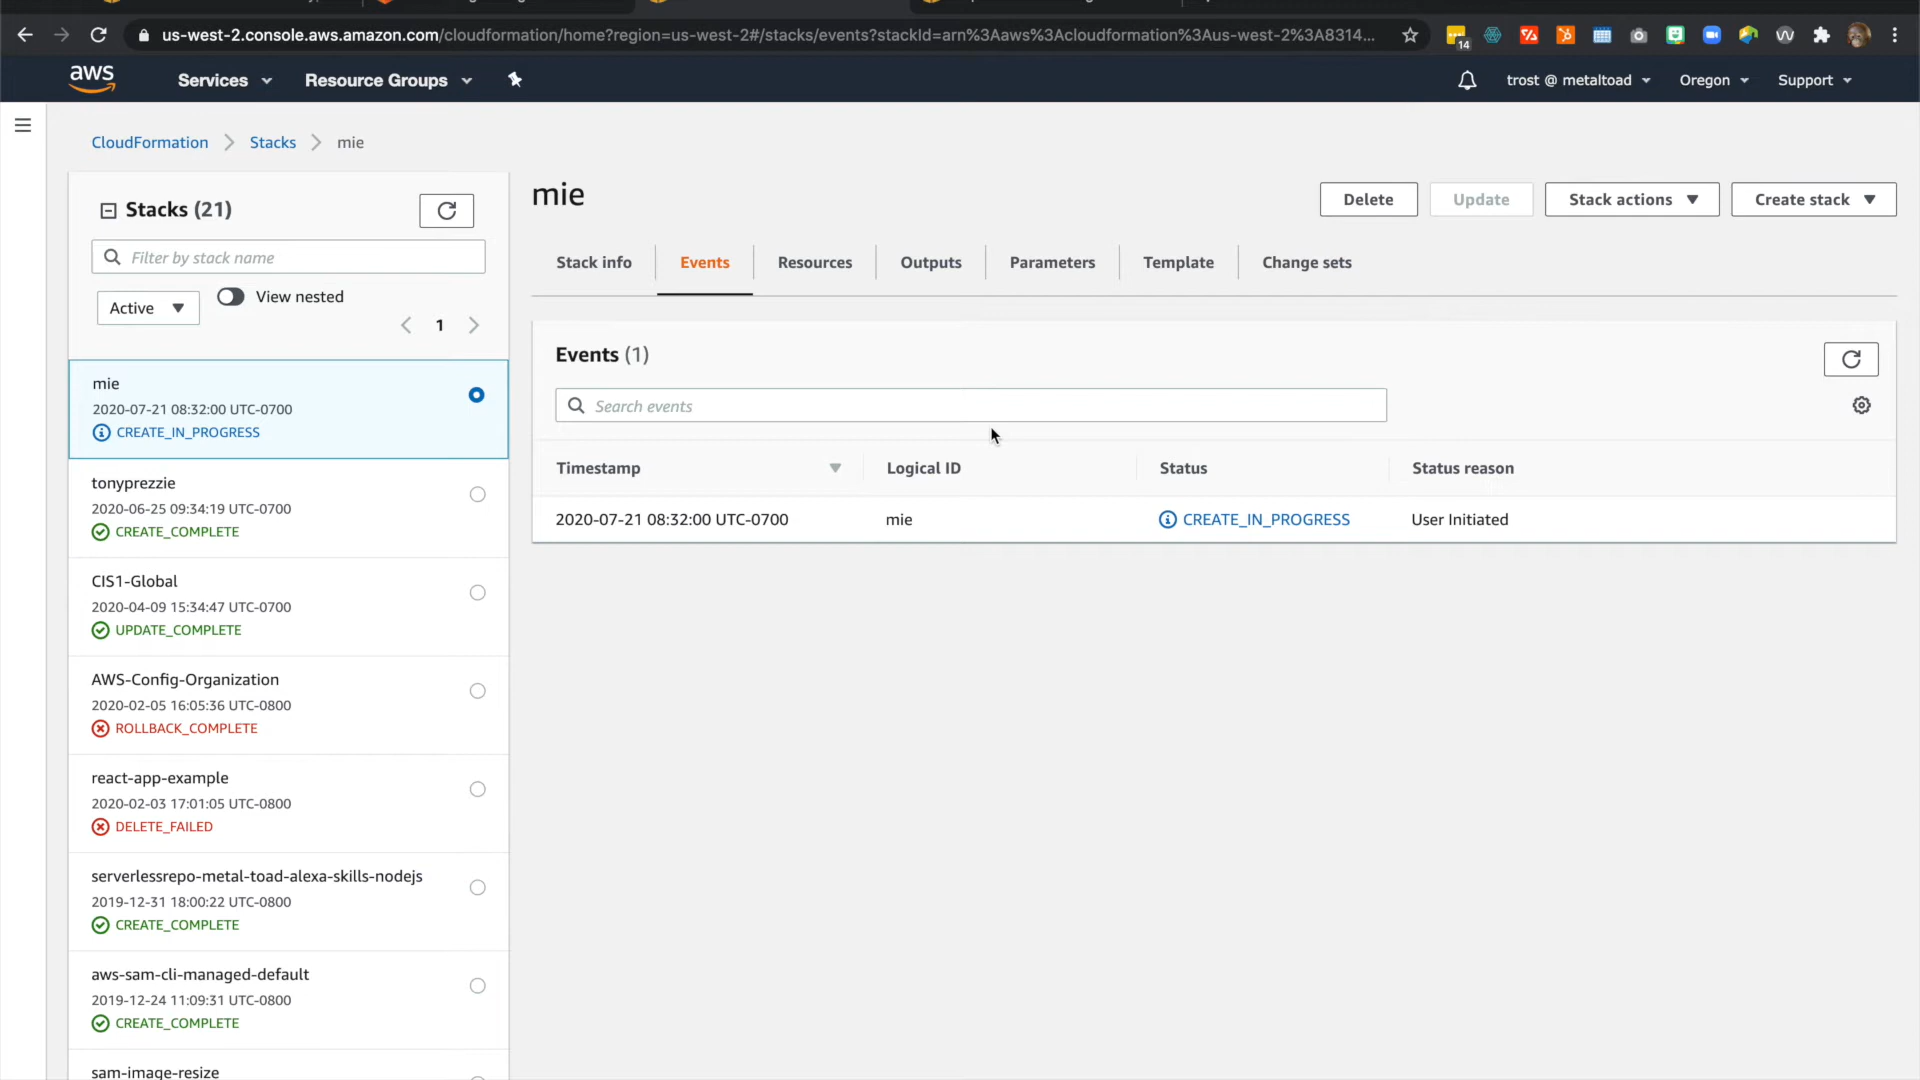 us-west-2.console.aws.amazon.com/cloudformation/home?region=us-west-2#/stacks/events?stackId=arn%3Aaws%3Acloudformation%3Aus-west-2%3A8314...
14
aws
Services
Resource Groups
trost @ metaltoad
Oregon
Support
CloudFormation
Stacks
mie
Stacks (21)
Filter by stack name
Active
View nested
1
mie
2020-07-21 08:32:00 UTC-0700
CREATE_IN_PROGRESS
tonyprezzie
2020-06-25 09:34:19 UTC-0700
CREATE_COMPLETE
CIS1-Global
2020-04-09 15:34:47 UTC-0700
UPDATE_COMPLETE
AWS-Config-Organization
2020-02-05 16:05:36 UTC-0800
ROLLBACK_COMPLETE
react-app-example
2020-02-03 17:01:05 UTC-0800
DELETE_FAILED
serverlessrepo-metal-toad-alexa-skills-nodejs
2019-12-31 18:00:22 UTC-0800
CREATE_COMPLETE
aws-sam-cli-managed-default
2019-12-24 11:09:31 UTC-0800
CREATE_COMPLETE
sam-image-resize
mie
Delete
Update
Stack actions
Create stack
Stack info
Events
Resources
Outputs
Parameters
Template
Change sets
Events (1)
Search events
Timestamp
Logical ID
Status
Status reason
2020-07-21 08:32:00 UTC-0700
mie
CREATE_IN_PROGRESS
User Initiated